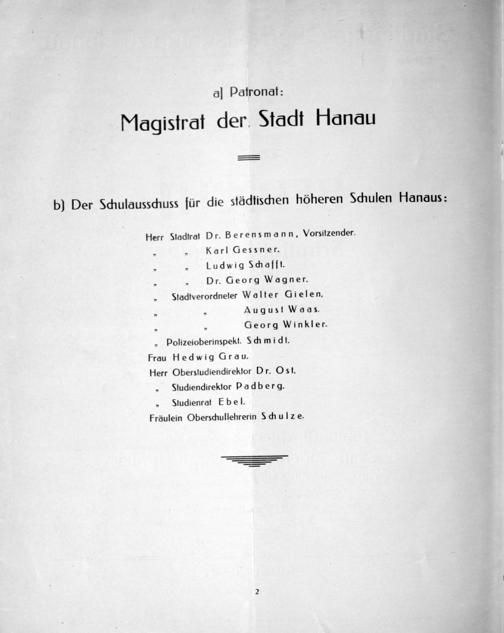 a) Patronat:
Magistrat der Stadt Hanau
b) Der Schulausschuss für die städtischen höheren Schulen Hanaus:
Herr Stadtrat Dr. Berensmann, Vorsitzender.
„ „ Karl Gessner.
„ „ Ludwig Schafft.
„ „ Dr. Georg Wagner.
„ Stadtverordneter Walter Gielen.
„ „ August Waas.
„ „ Georg Winkler.
„ Polizeioberinspekt. Schmidt.
Frau Hedwig Grau.
Herr Oberstudiendirektor Dr. Ost.
„ Studiendirektor Padberg.
„ Studienrat Ebel.
Fräulein Oberschullehrerin Schulze.
2